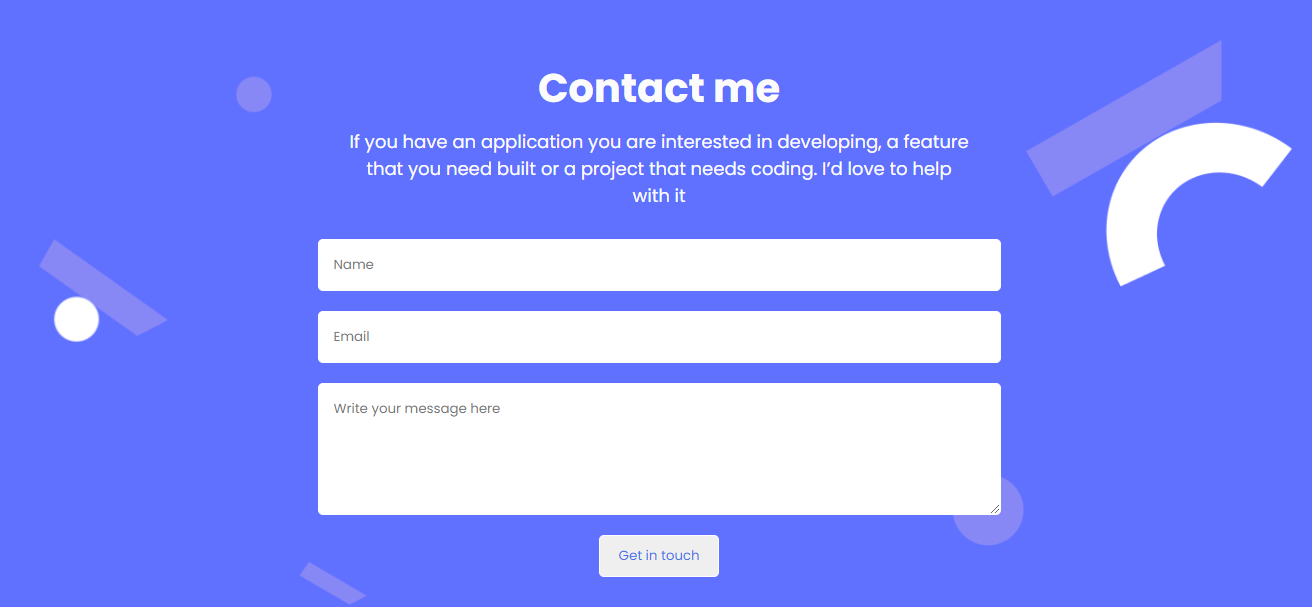 Contact me
If you have an application you are interested in developing, a feature
that you need built or a project that needs coding. I’d love to help
with it
Name
Email
Write your message here
Get in touch